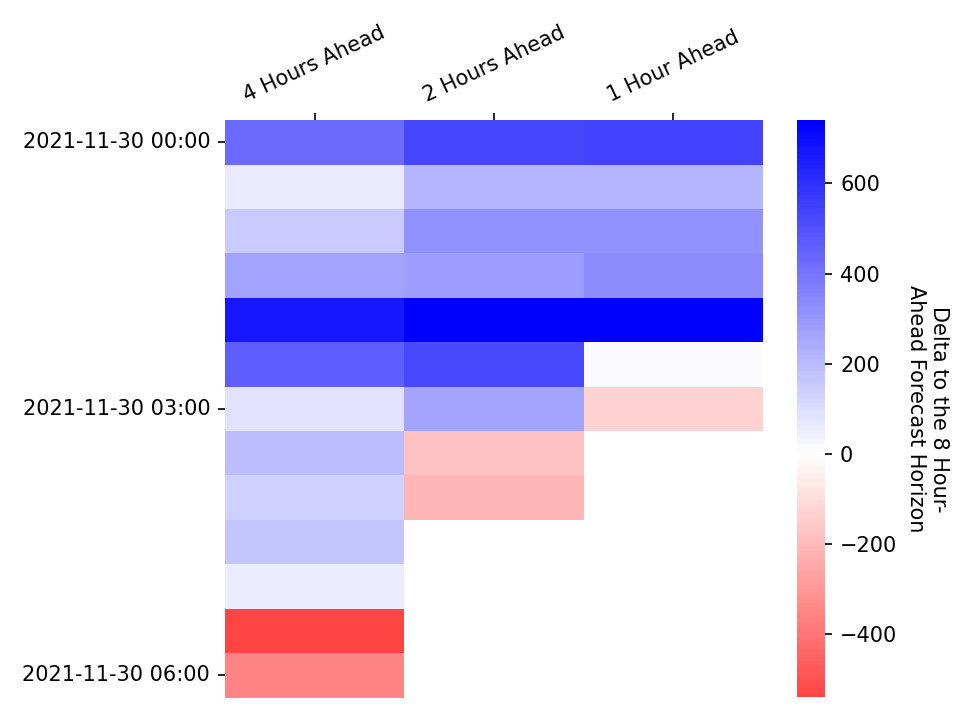 4 Hours Ahead
2 Hours Ahead
1 Hour Ahead
2021-11-30 00:00
2021-11-30 03:00
2021-11-30 06:00
600
400
200
0
−200
−400
Delta to the 8 Hour-
Ahead Forecast Horizon